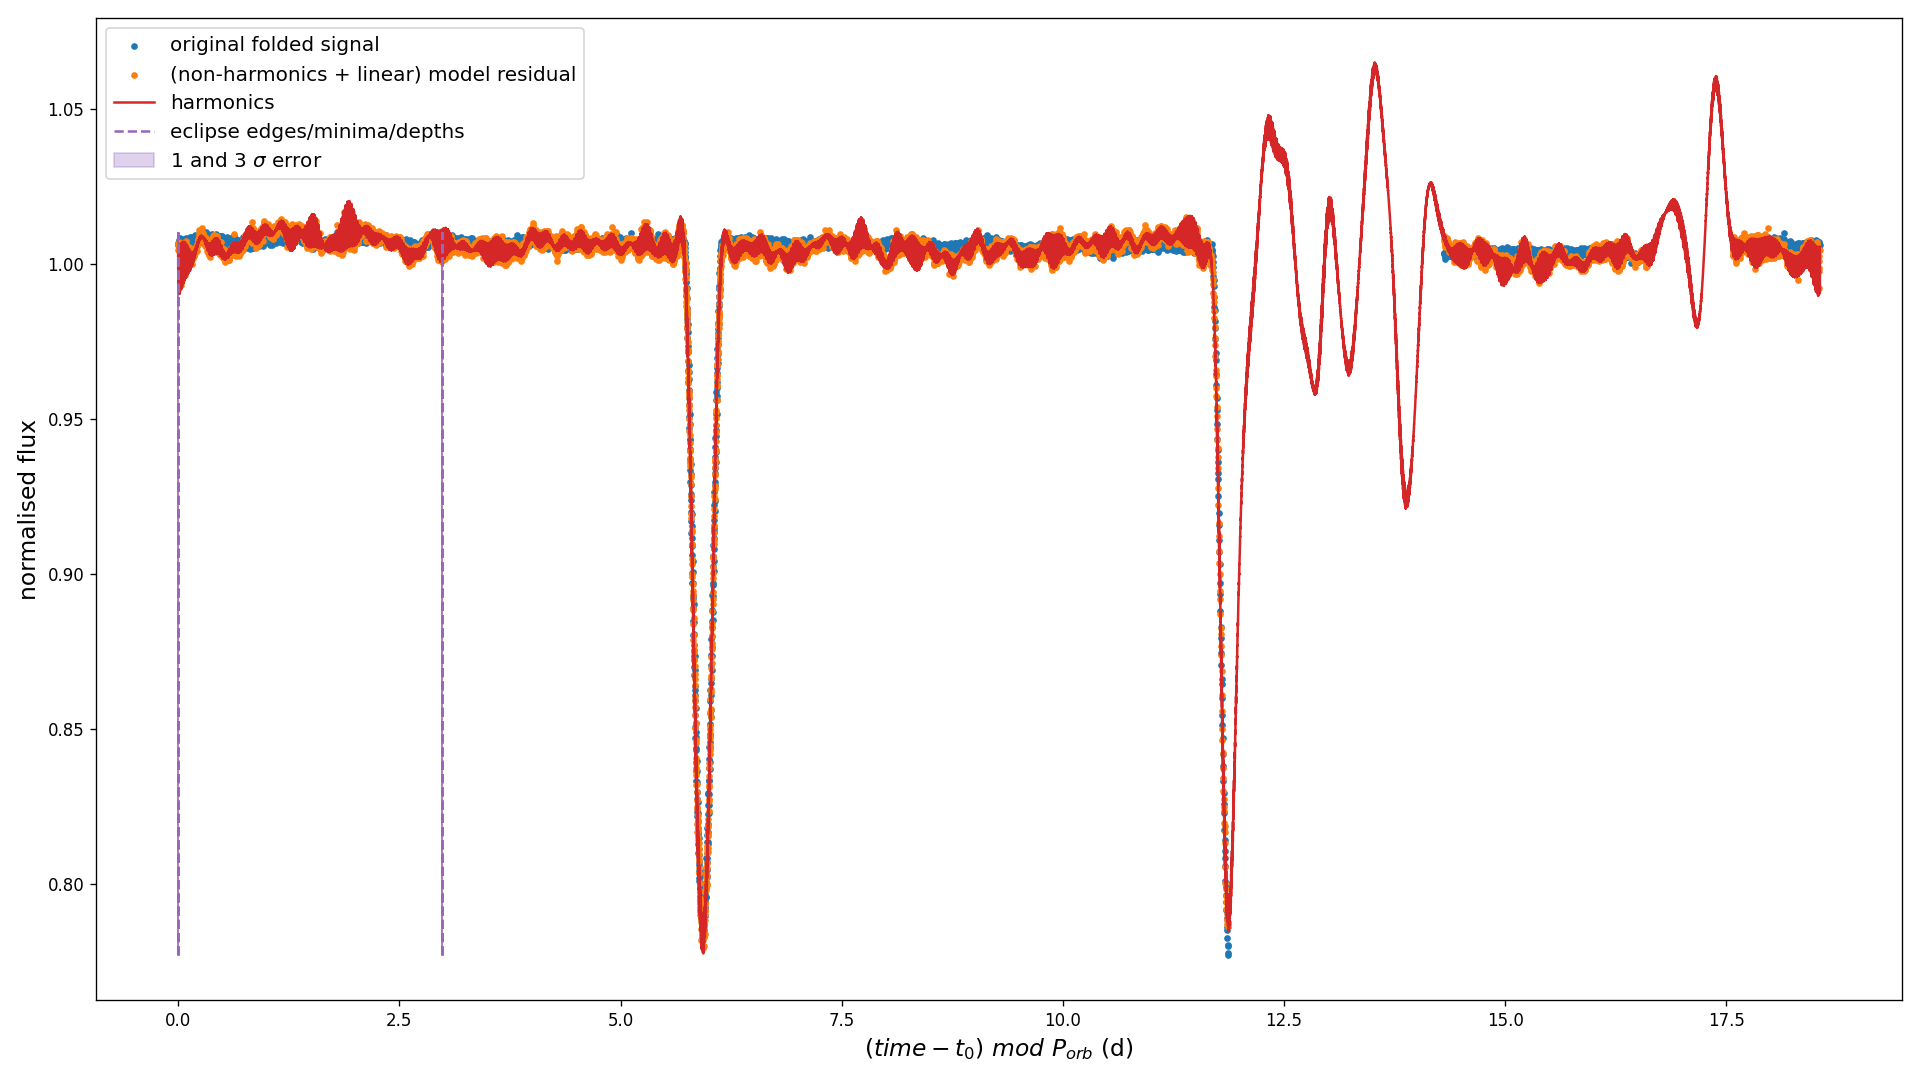 original folded signal
(non-harmonics + linear) model residual
harmonics
eclipse edges/minima/depths
1 and 3 σ error
normalised flux
1.05
1.00
0.95
0.90
0.85
0.80
0.0 2.5 5.0 7.5 10.0 12.5 15.0 17.5
(time − t₀) mod Pₒᵣb (d)